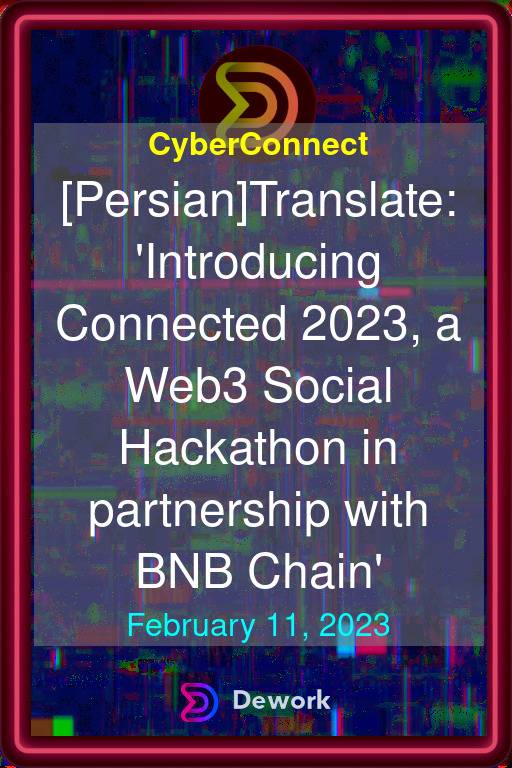 CyberConnect
[Persian]Translate:
'Introducing
Connected 2023, a
Web3 Social
Hackathon in
partnership with
BNB Chain'
February 11, 2023
Dework